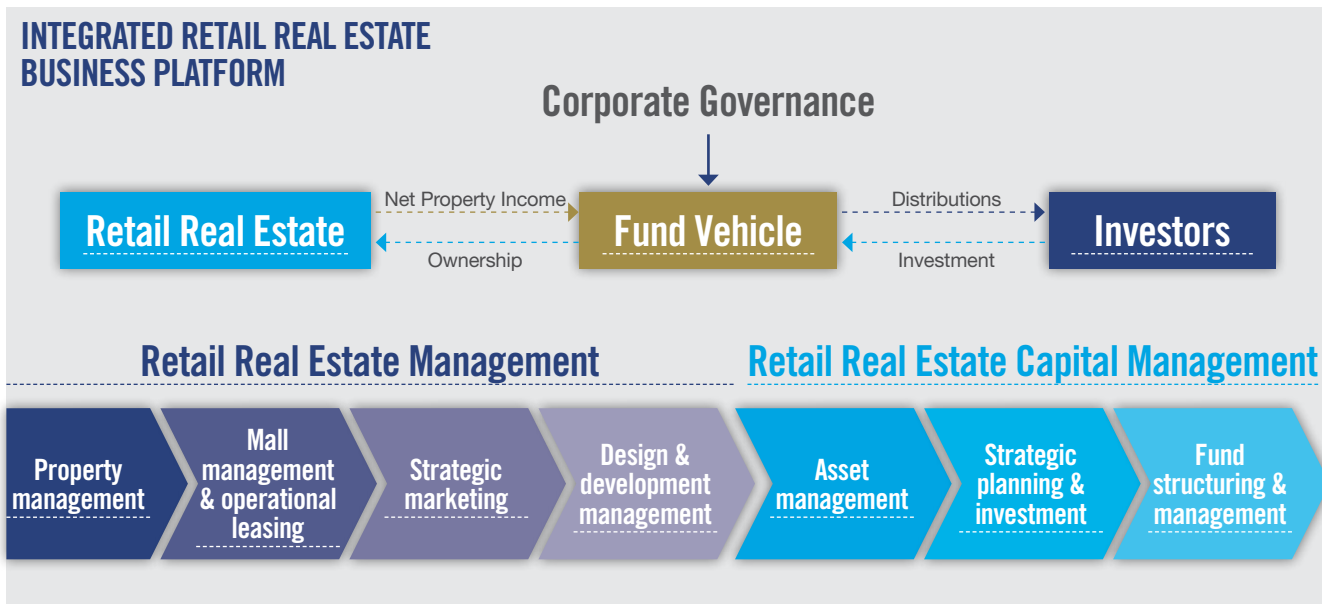 INTEGRATED RETAIL REAL ESTATE
BUSINESS PLATFORM
Corporate Governance
Net Property Income
Distributions
Retail Real Estate
Fund Vehicle
Investors
Ownership
Investment
Retail Real Estate Management
Retail Real Estate Capital Management
Property
management
Mall
management
& operational
leasing
Strategic
marketing
Design &
development
management
Asset
management
Strategic
planning &
investment
Fund
structuring &
management